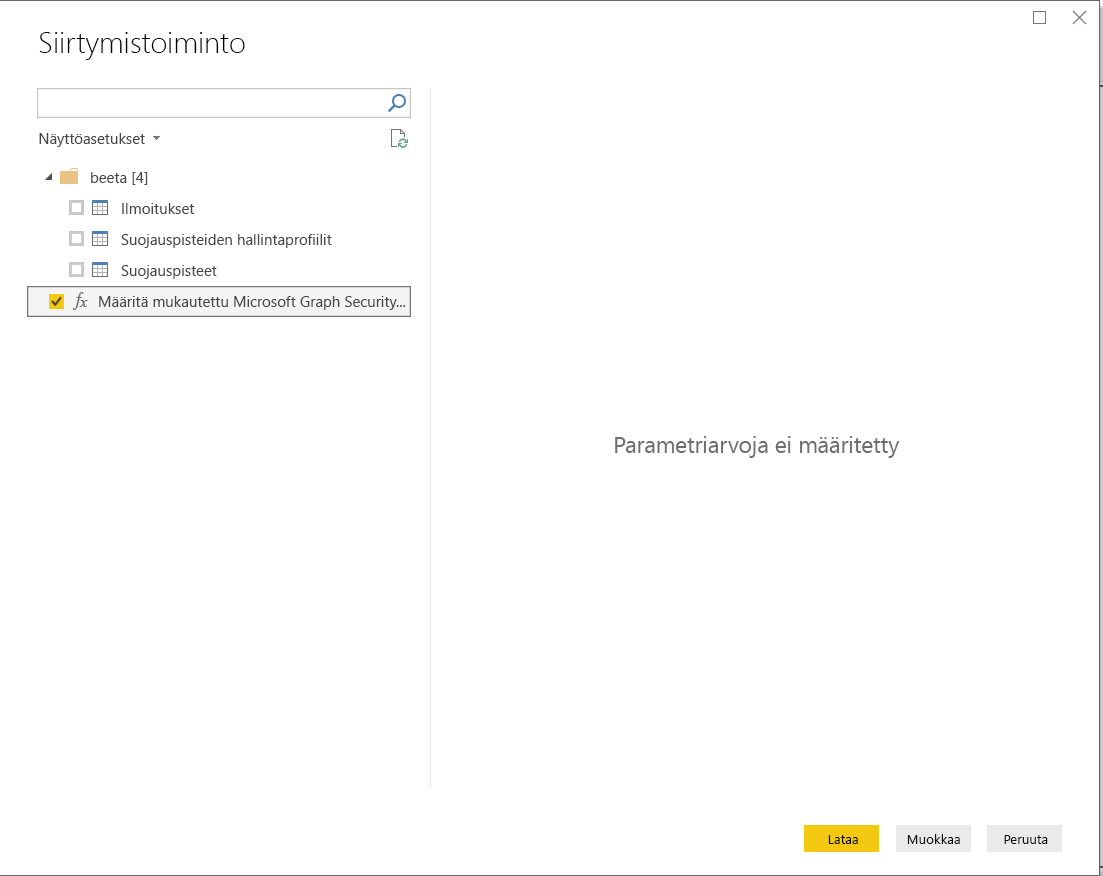 Siirtymistoiminto
Näyttöasetukset
beeta [4]
Ilmoitukset
Suojauspisteiden hallintaprofiilit
Suojauspisteet
fx Määritä mukautettu Microsoft Graph Security...
Parametriarvoja ei määritetty
Lataa
Muokkaa
Peruuta